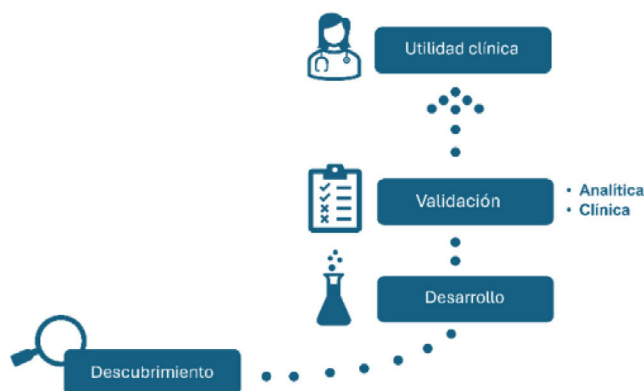 Utilidad clínica
Validación
• Analítica
• Clínica
Desarrollo
Descubrimiento